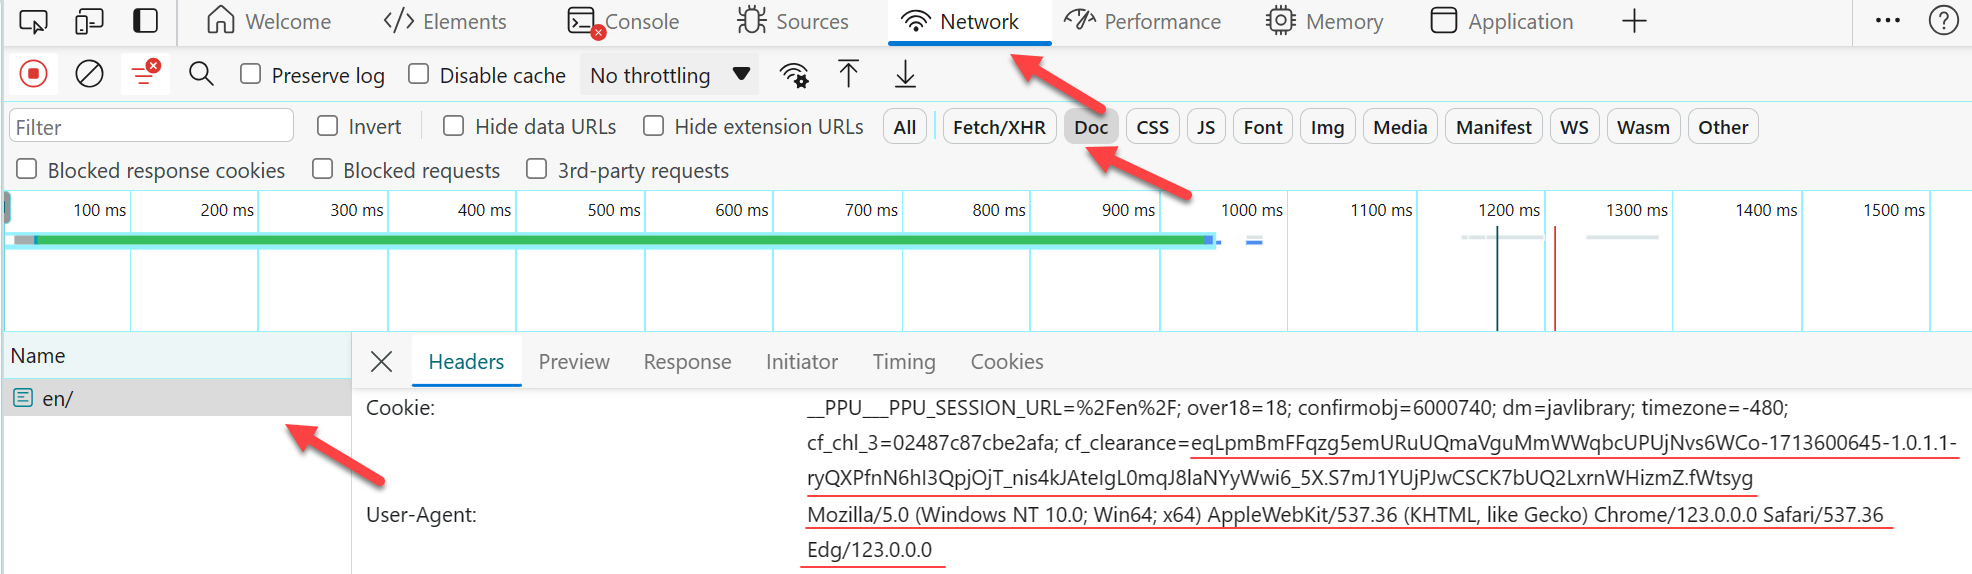 Welcome Elements Console Sources Network Performance Memory Application
Preserve log Disable cache No throttling
Filter Invert Hide data URLs Hide extension URLs All Fetch/XHR Doc CSS JS Font Img Media Manifest WS Wasm Other
Blocked response cookies Blocked requests 3rd-party requests
100 ms 200 ms 300 ms 400 ms 500 ms 600 ms 700 ms 800 ms 900 ms 1000 ms 1100 ms 1200 ms 1300 ms 1400 ms 1500 ms
Name Headers Preview Response Initiator Timing Cookies
en/
Cookie: __PPU___PPU_SESSION_URL=%2Fen%2F; over18=18; confirmobj=6000740; dm=javlibrary; timezone=-480;
cf_chl_3=02487c87cbe2afa; cf_clearance=eqLpmBmFFqzg5emURuUQmaVguMmWWqbcUPUjNvs6WCo-1713600645-1.0.1.1-
ryQXPfnN6hI3QpjOjT_nis4kJAteIgL0mqJ8laNYyWwi6_5X.S7mJ1YUjPJwCSCK7bUQ2LxrnWHizmZ.fWtsyg
User-Agent: Mozilla/5.0 (Windows NT 10.0; Win64; x64) AppleWebKit/537.36 (KHTML, like Gecko) Chrome/123.0.0.0 Safari/537.36
Edg/123.0.0.0